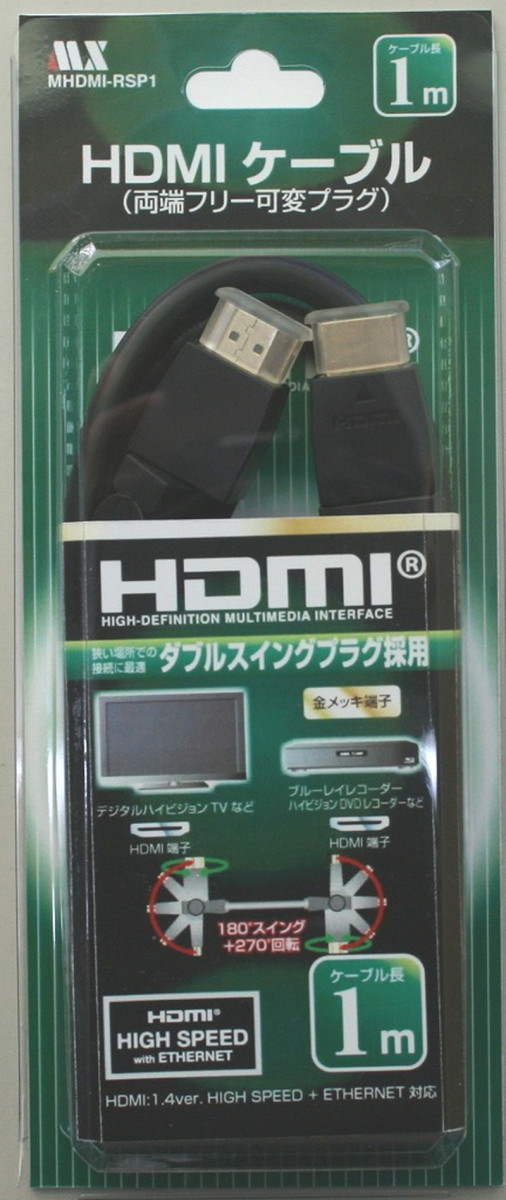 MX
MHDMI-RSP1
ケーブル長
1m
HDMI ケーブル
(両端フリー可変プラグ)
HDMI
HDMI®
HIGH-DEFINITION MULTIMEDIA INTERFACE
狭い場所での
接続に最適
ダブルスイングプラグ採用
金メッキ端子
デジタルハイビジョン TV など
ブルーレイレコーダー
ハイビジョン DVD レコーダーなど
HDMI 端子
HDMI 端子
180°スイング
+270°回転
ケーブル長
1m
HDMI®
HIGH SPEED
with ETHERNET
HDMI:1.4ver. HIGH SPEED + ETHERNET 対応